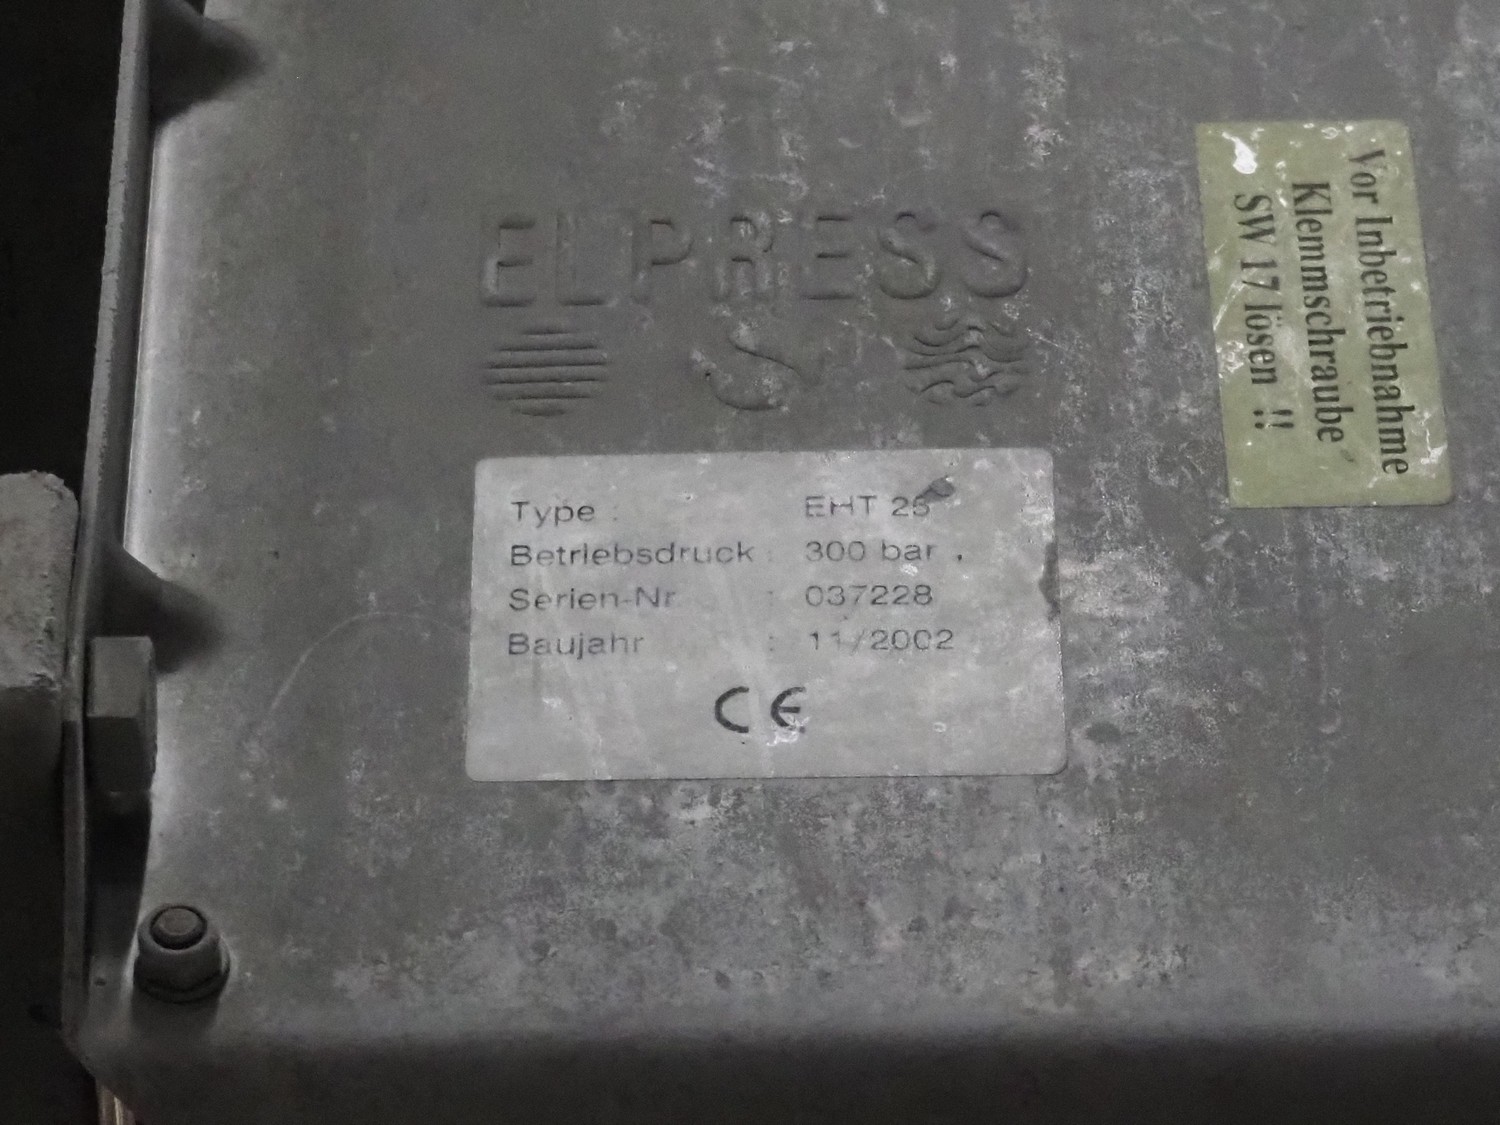 ELPRESS
Type : EHT 25
Betriebsdruck : 300 bar .
Serien-Nr : 037228
Baujahr : 11/2002
CE
Vor Inbetriebnahme
Klemmschraube
SW 17 lösen !!